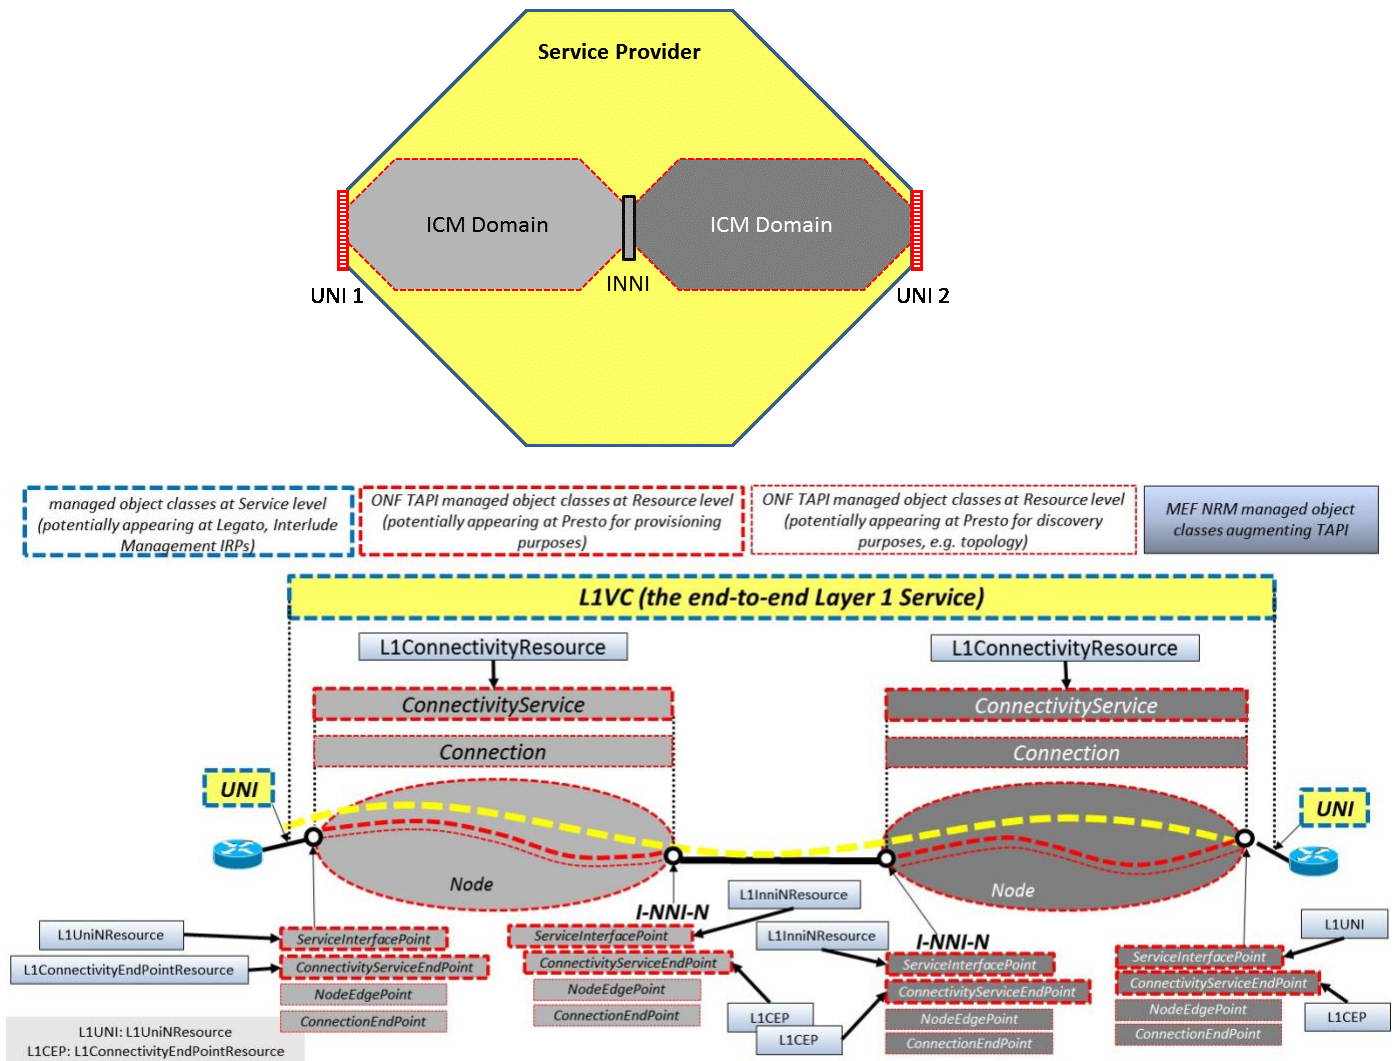 Service Provider
ICM Domain
ICM Domain
INNI
UNI 1
UNI 2
managed object classes at Service level
(potentially appearing at Legato, Interlude
Management IRPs)
ONF TAPI managed object classes at Resource level
(potentially appearing at Presto for provisioning
purposes)
ONF TAPI managed object classes at Resource level
(potentially appearing at Presto for discovery
purposes, e.g. topology)
MEF NRM managed object
classes augmenting TAPI
L1VC (the end-to-end Layer 1 Service)
L1ConnectivityResource
L1ConnectivityResource
ConnectivityService
ConnectivityService
Connection
Connection
UNI
UNI
Node
Node
I-NNI-N
L1InniNResource
L1InniNResource
I-NNI-N
L1UNI
L1UniNResource
ServiceInterfacePoint
ServiceInterfacePoint
ServiceInterfacePoint
ServiceInterfacePoint
L1ConnectivityEndPointResource
ConnectivityServiceEndPoint
ConnectivityServiceEndPoint
ConnectivityServiceEndPoint
ConnectivityServiceEndPoint
NodeEdgePoint
NodeEdgePoint
NodeEdgePoint
NodeEdgePoint
ConnectionEndPoint
ConnectionEndPoint
ConnectionEndPoint
ConnectionEndPoint
L1CEP
L1CEP
L1CEP
L1UNI: L1UniNResource
L1CEP: L1ConnectivityEndPointResource